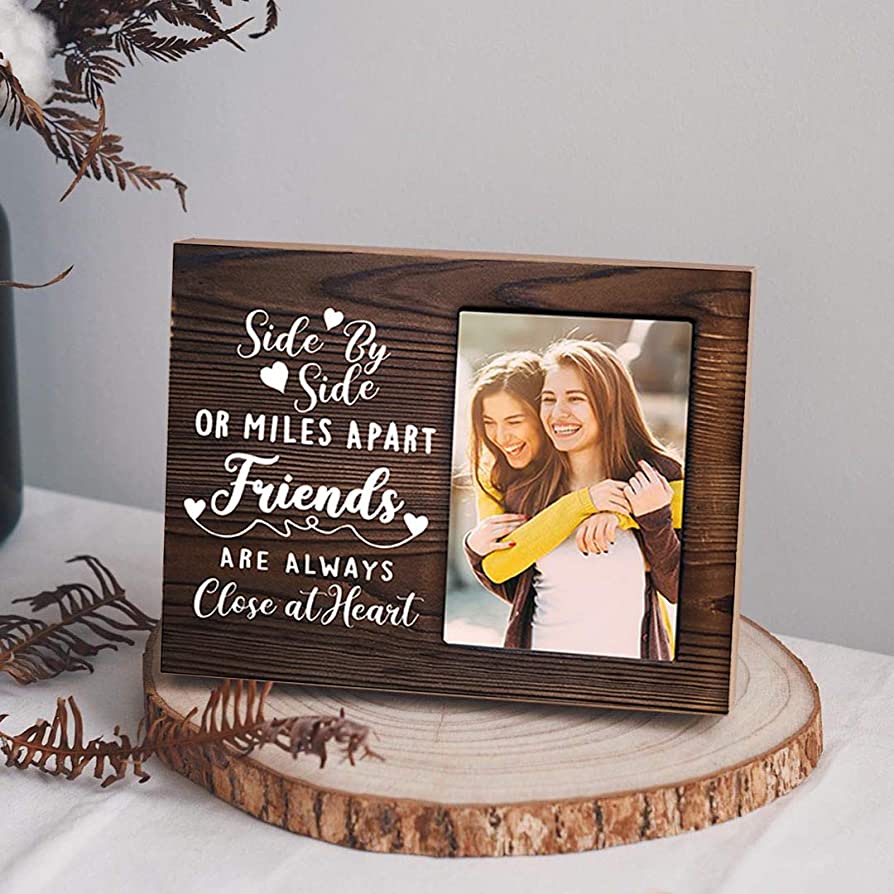 Side By
Side
OR MILES APART
Friends
ARE ALWAYS
Close at Heart